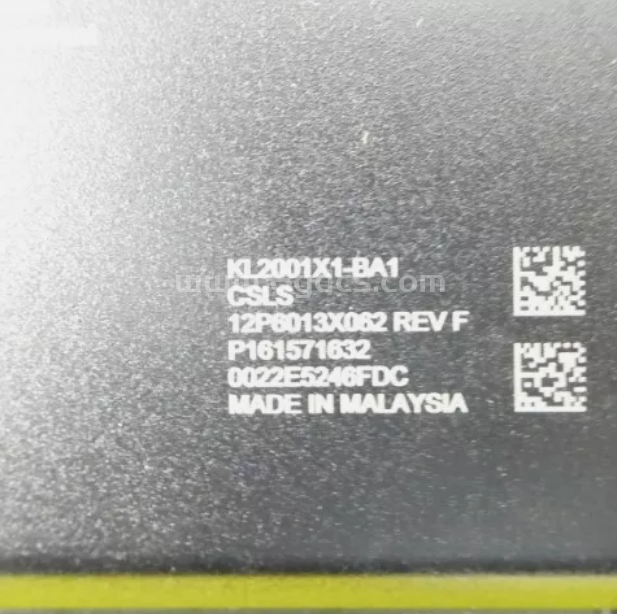 KL2001X1-BA1
CSLS
12P6013X062 REV F
P161571632
0022E5246FDC
MADE IN MALAYSIA